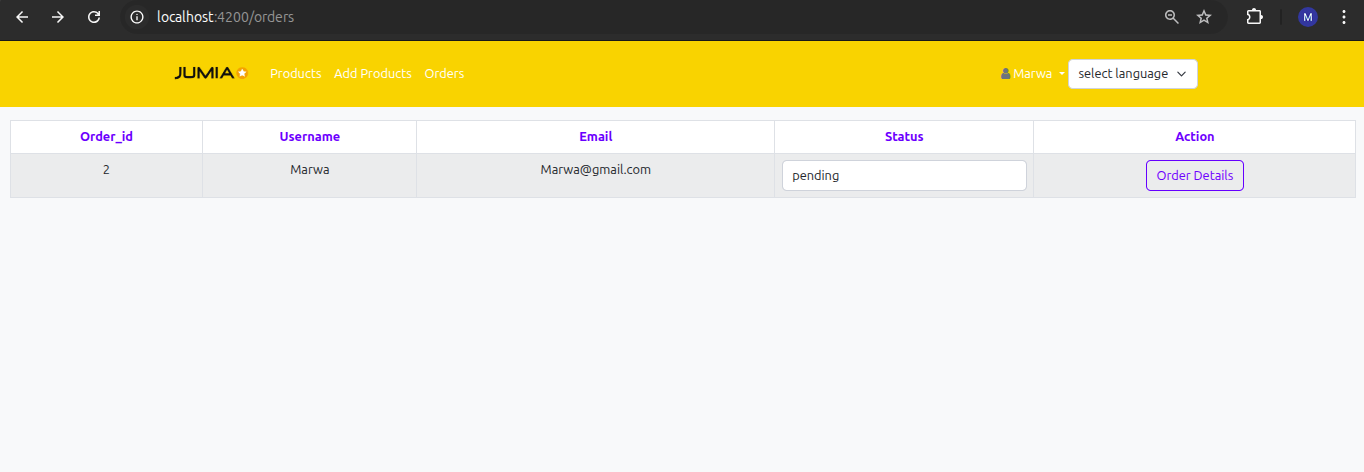 localhost:4200/orders
M
JUMIA Products Add Products Orders Marwa select language
Order_id Username Email Status Action
2 Marwa Marwa@gmail.com pending Order Details